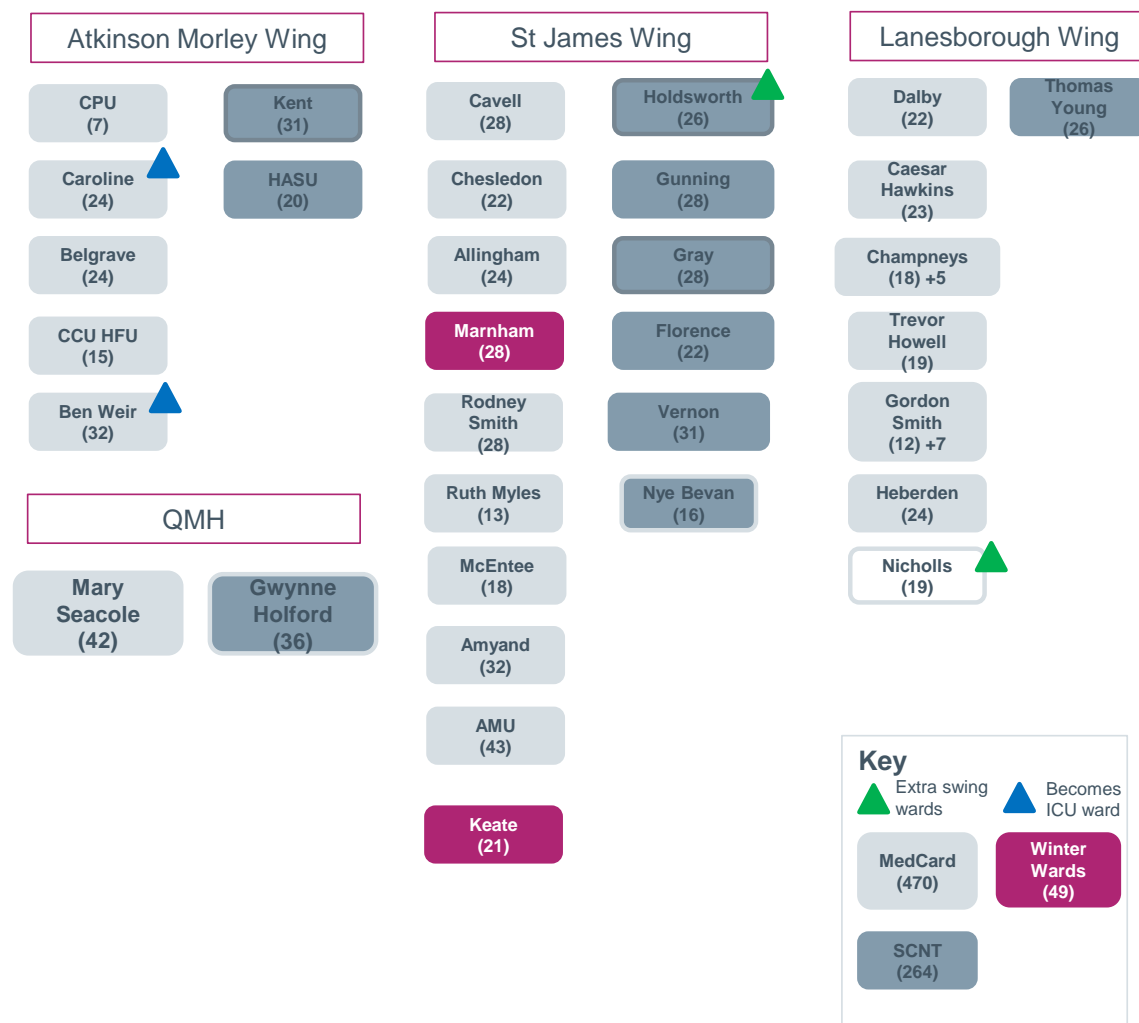 Atkinson Morley Wing
CPU
(7)
Kent
(31)
Caroline
(24)
HASU
(20)
Belgrave
(24)
CCU HFU
(15)
Ben Weir
(32)
QMH
Mary
Seacole
(42)
Gwynne
Holford
(36)
St James Wing
Cavell
(28)
Holdsworth
(26)
Chesledon
(22)
Gunning
(28)
Allingham
(24)
Gray
(28)
Marnham
(28)
Florence
(22)
Rodney
Smith
(28)
Vernon
(31)
Ruth Myles
(13)
Nye Bevan
(16)
McEntee
(18)
Amyand
(32)
AMU
(43)
Keate
(21)
Lanesborough Wing
Dalby
(22)
Thomas
Young
(26)
Caesar
Hawkins
(23)
Champneys
(18) +5
Trevor
Howell
(19)
Gordon
Smith
(12) +7
Heberden
(24)
Nicholls
(19)
Key
Extra swing
wards
Becomes
ICU ward
MedCard
(470)
Winter
Wards
(49)
SCNT
(264)